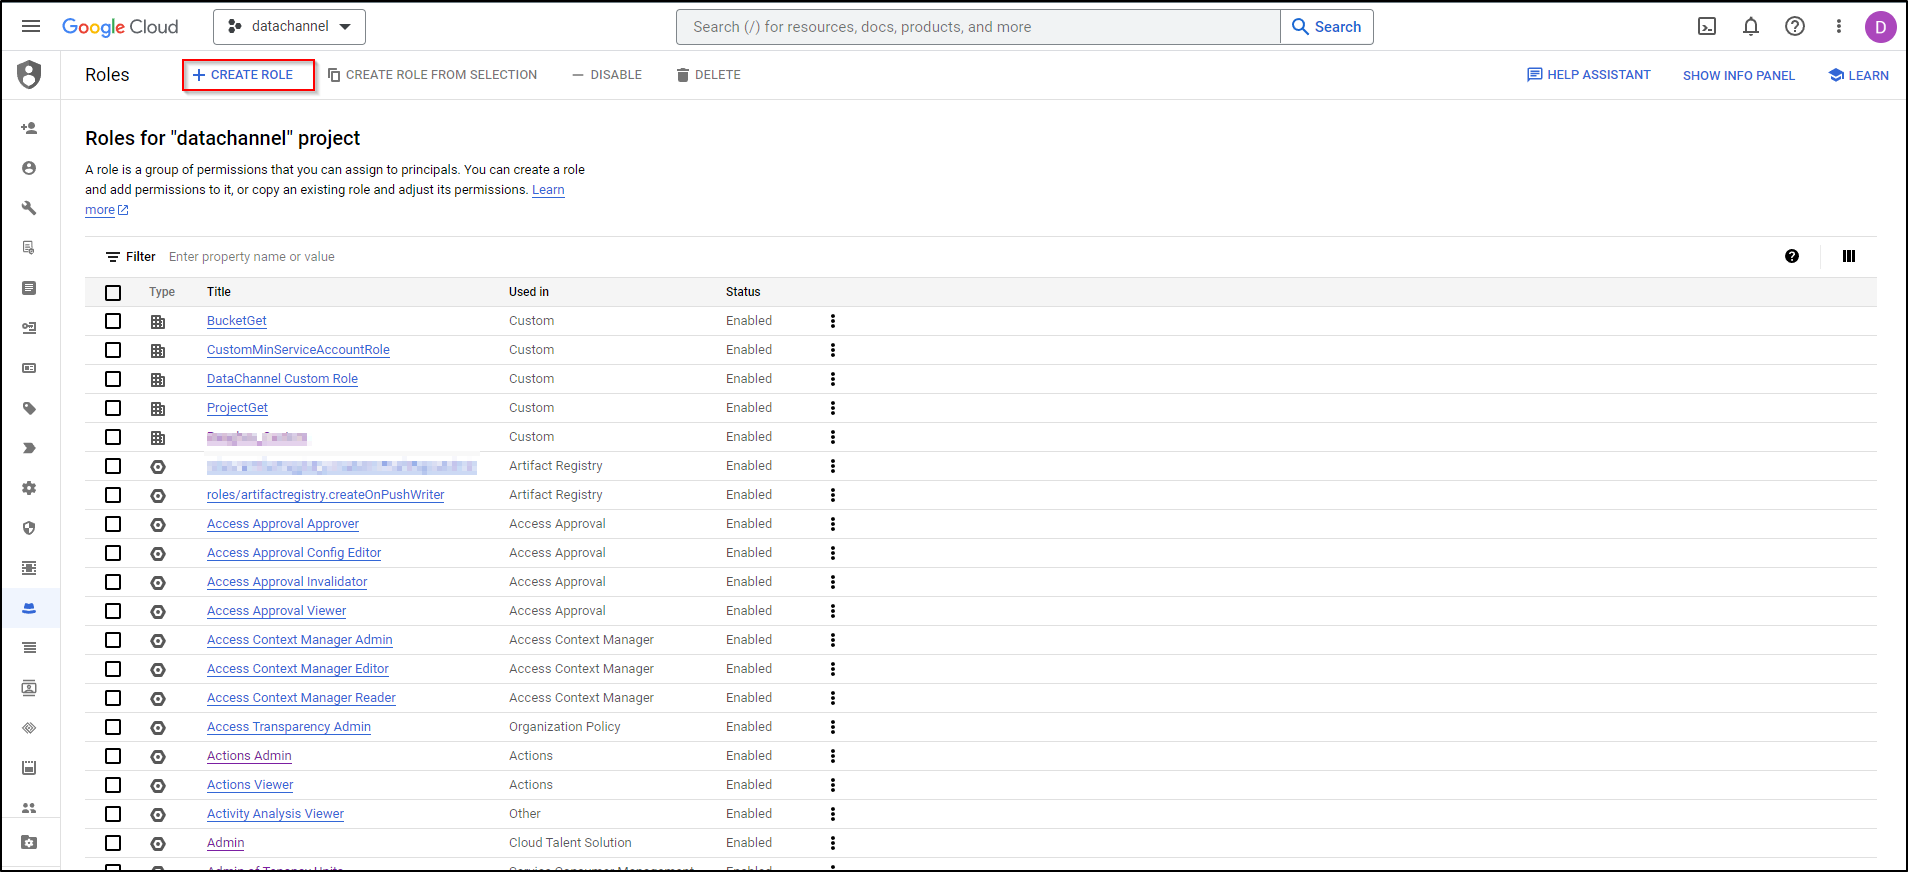 Google Cloud datachannel Search (/) for resources, docs, products, and more Search D
Roles CREATE ROLE CREATE ROLE FROM SELECTION DISABLE DELETE HELP ASSISTANT SHOW INFO PANEL LEARN
Roles for "datachannel" project
A role is a group of permissions that you can assign to principals. You can create a role
and add permissions to it, or copy an existing role and adjust its permissions. Learn
more
Filter Enter property name or value
Type Title Used in Status
BucketGet Custom Enabled
CustomMinServiceAccountRole Custom Enabled
DataChannel Custom Role Custom Enabled
ProjectGet Custom Enabled
Custom Enabled
Artifact Registry Enabled
roles/artifactregistry.createOnPushWriter Artifact Registry Enabled
Access Approval Approver Access Approval Enabled
Access Approval Config Editor Access Approval Enabled
Access Approval Invalidator Access Approval Enabled
Access Approval Viewer Access Approval Enabled
Access Context Manager Admin Access Context Manager Enabled
Access Context Manager Editor Access Context Manager Enabled
Access Context Manager Reader Access Context Manager Enabled
Access Transparency Admin Organization Policy Enabled
Actions Admin Actions Enabled
Actions Viewer Actions Enabled
Activity Analysis Viewer Other Enabled
Admin Cloud Talent Solution Enabled
Admin of Tenancy Units Service Consumer Management Enabled